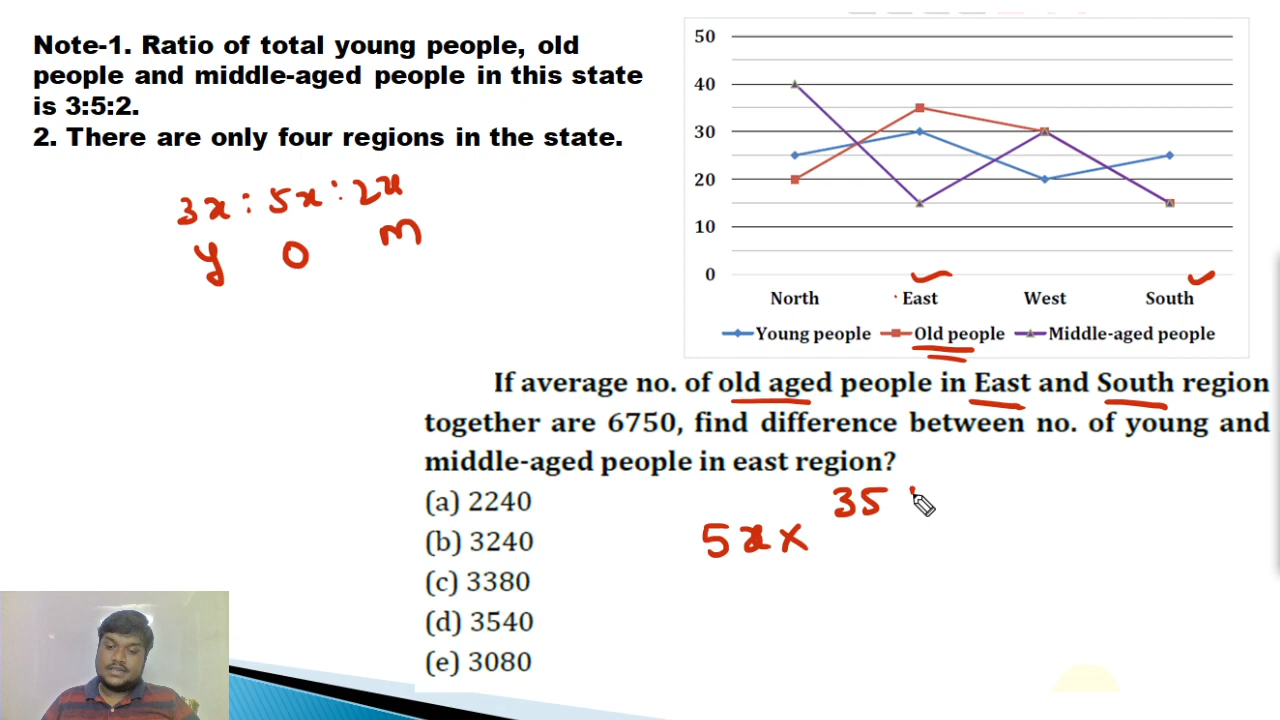 Note-1. Ratio of total young people, old
people and middle-aged people in this state
is 3:5:2.
2. There are only four regions in the state.
3x : 5x : 2x
y o m
50
40
30
20
10
0
North East West South
Young people Old people Middle-aged people
If average no. of old aged people in East and South region
together are 6750, find difference between no. of young and
middle-aged people in east region?
(a) 2240
(b) 3240
(c) 3380
(d) 3540
(e) 3080
35
5x x